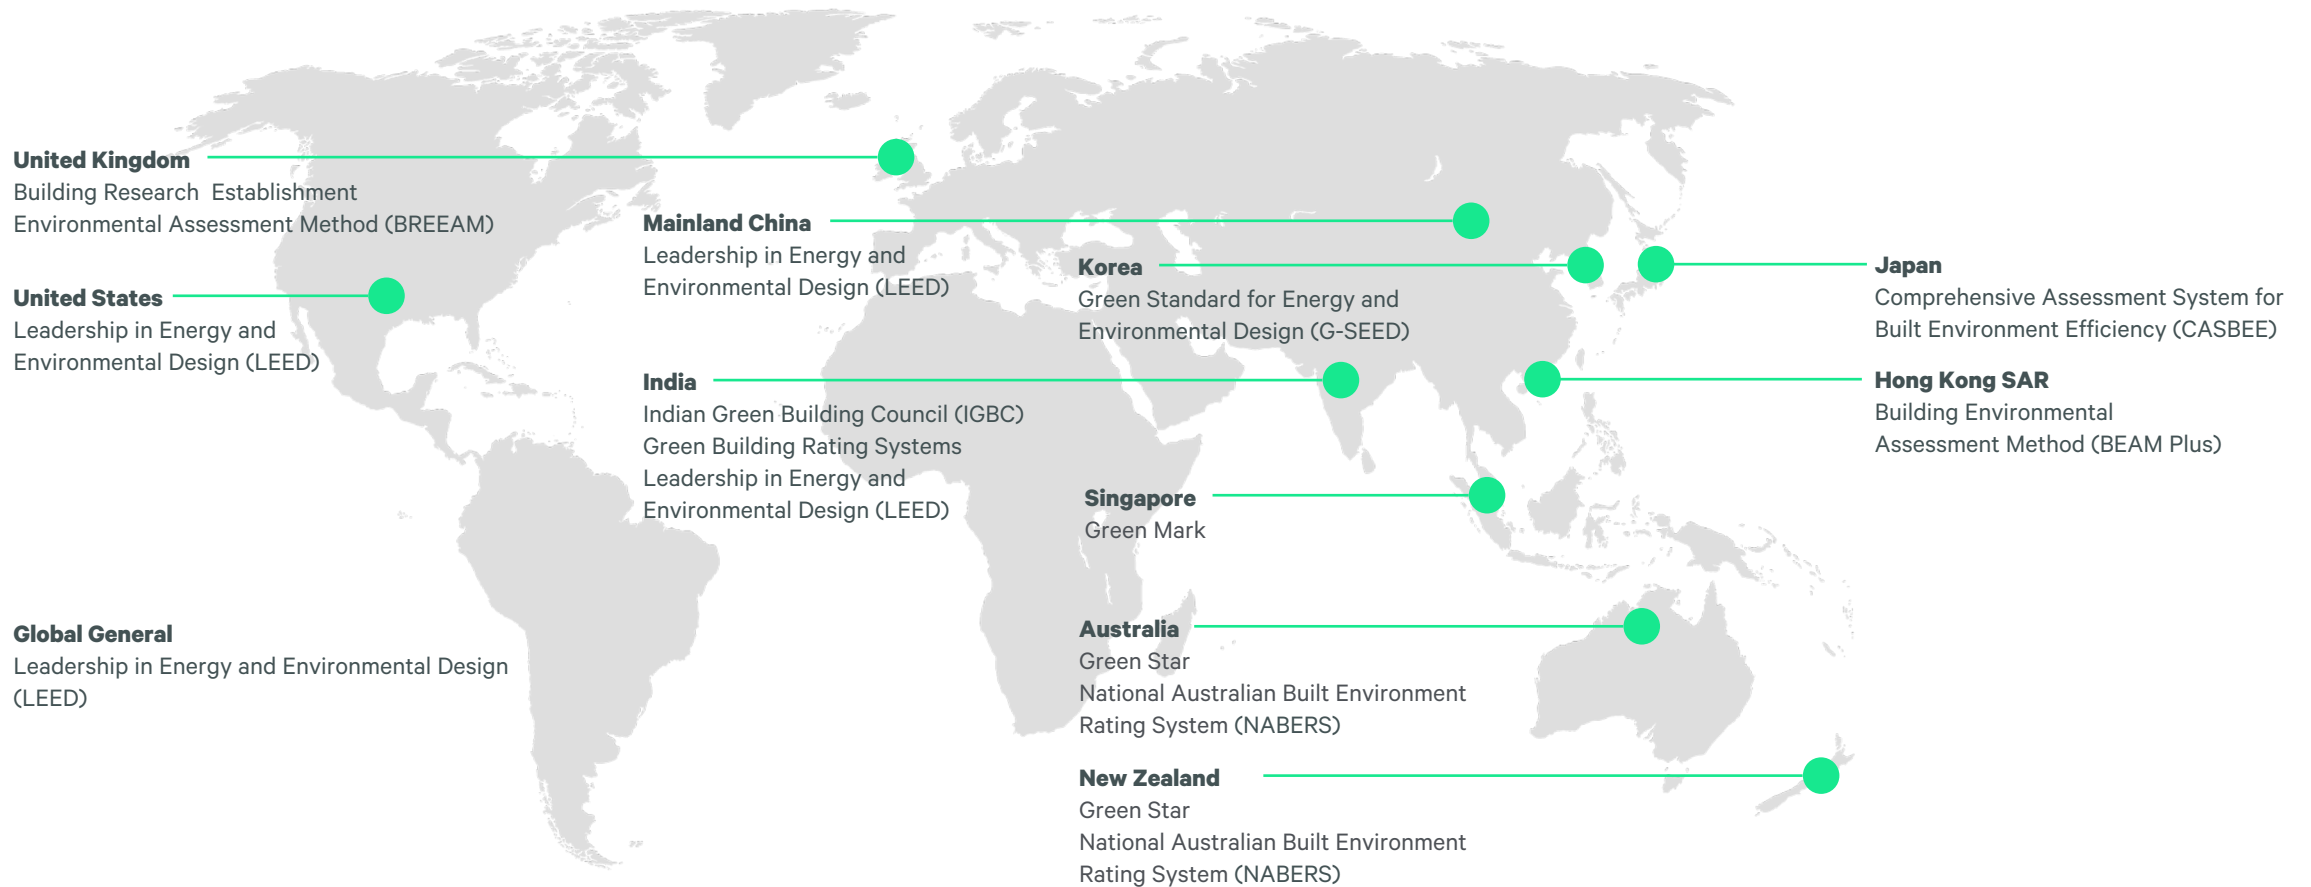 United Kingdom
Building Research  Establishment
Environmental Assessment Method (BREEAM)
United States
Leadership in Energy and
Environmental Design (LEED)
Global General
Leadership in Energy and Environmental Design
(LEED)
Mainland China
Leadership in Energy and
Environmental Design (LEED)
India
Indian Green Building Council (IGBC)
Green Building Rating Systems
Leadership in Energy and
Environmental Design (LEED)
Korea
Green Standard for Energy and
Environmental Design (G-SEED)
Singapore
Green Mark
Australia
Green Star
National Australian Built Environment
Rating System (NABERS)
New Zealand
Green Star
National Australian Built Environment
Rating System (NABERS)
Japan
Comprehensive Assessment System for
Built Environment Efficiency (CASBEE)
Hong Kong SAR
Building Environmental
Assessment Method (BEAM Plus)